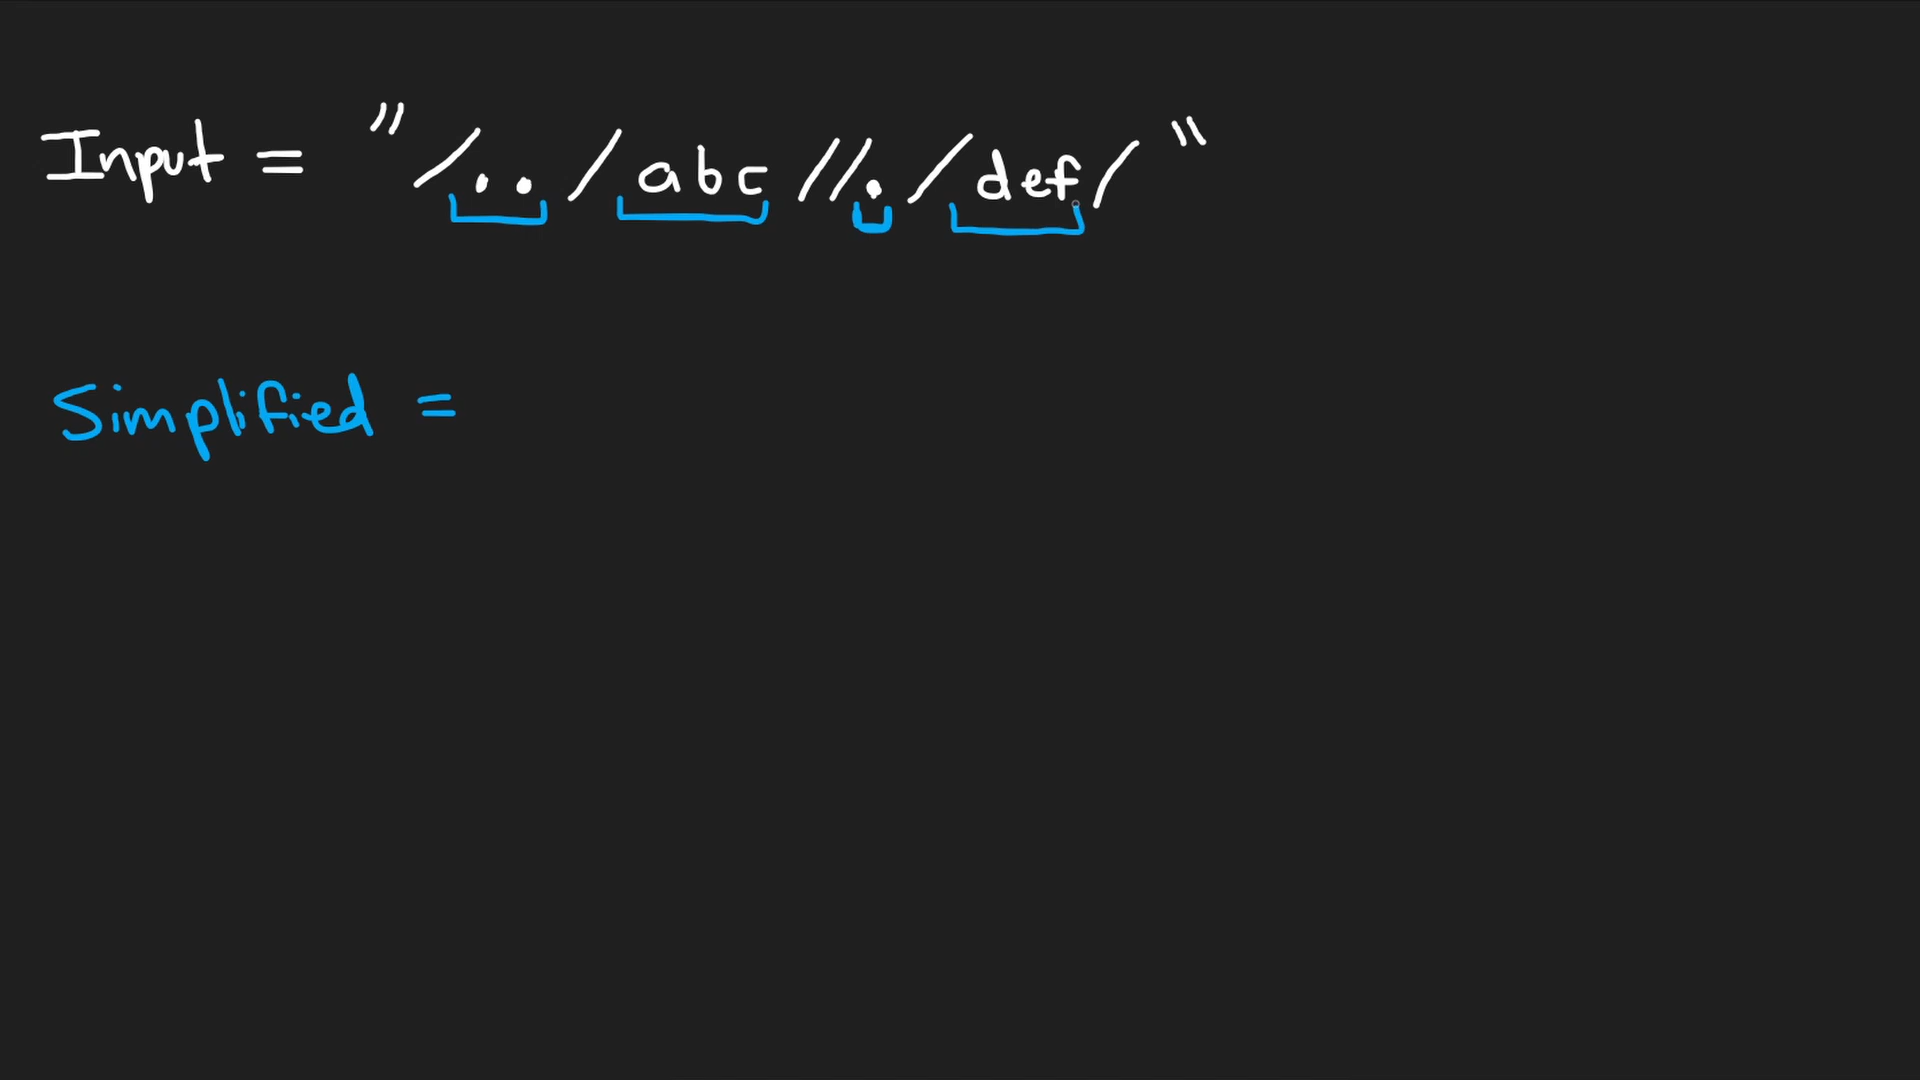 Input = "/../abc//./def/"
Simplified =